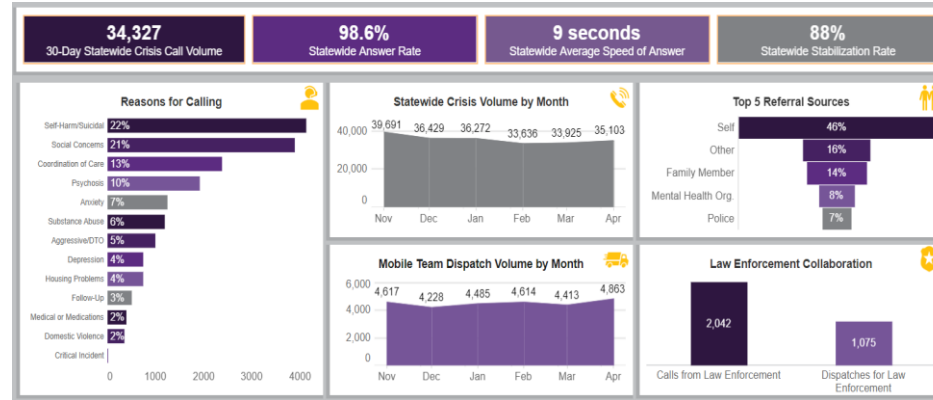 34,327
30-Day Statewide Crisis Call Volume
98.6%
Statewide Answer Rate
9 seconds
Statewide Average Speed of Answer
88%
Statewide Stabilization Rate
Reasons for Calling
Self-Harm/Suicidal 22%
Social Concerns 21%
Coordination of Care 13%
Psychosis 10%
Anxiety 7%
Substance Abuse 6%
Aggressive/DTO 5%
Depression 4%
Housing Problems 4%
Follow-Up 3%
Medical or Medications 2%
Domestic Violence 2%
Critical Incident
0 1000 2000 3000 4000
Statewide Crisis Volume by Month
39,691 36,429 36,272 33,636 33,925 35,103
40,000
20,000
0
Nov Dec Jan Feb Mar Apr
Top 5 Referral Sources
Self 46%
Other 16%
Family Member 14%
Mental Health Org. 8%
Police 7%
Mobile Team Dispatch Volume by Month
6,000
4,617 4,228 4,485 4,614 4,413 4,863
4,000
2,000
0
Nov Dec Jan Feb Mar Apr
Law Enforcement Collaboration
2,042
1,075
Calls from Law Enforcement
Dispatches for Law
Enforcement